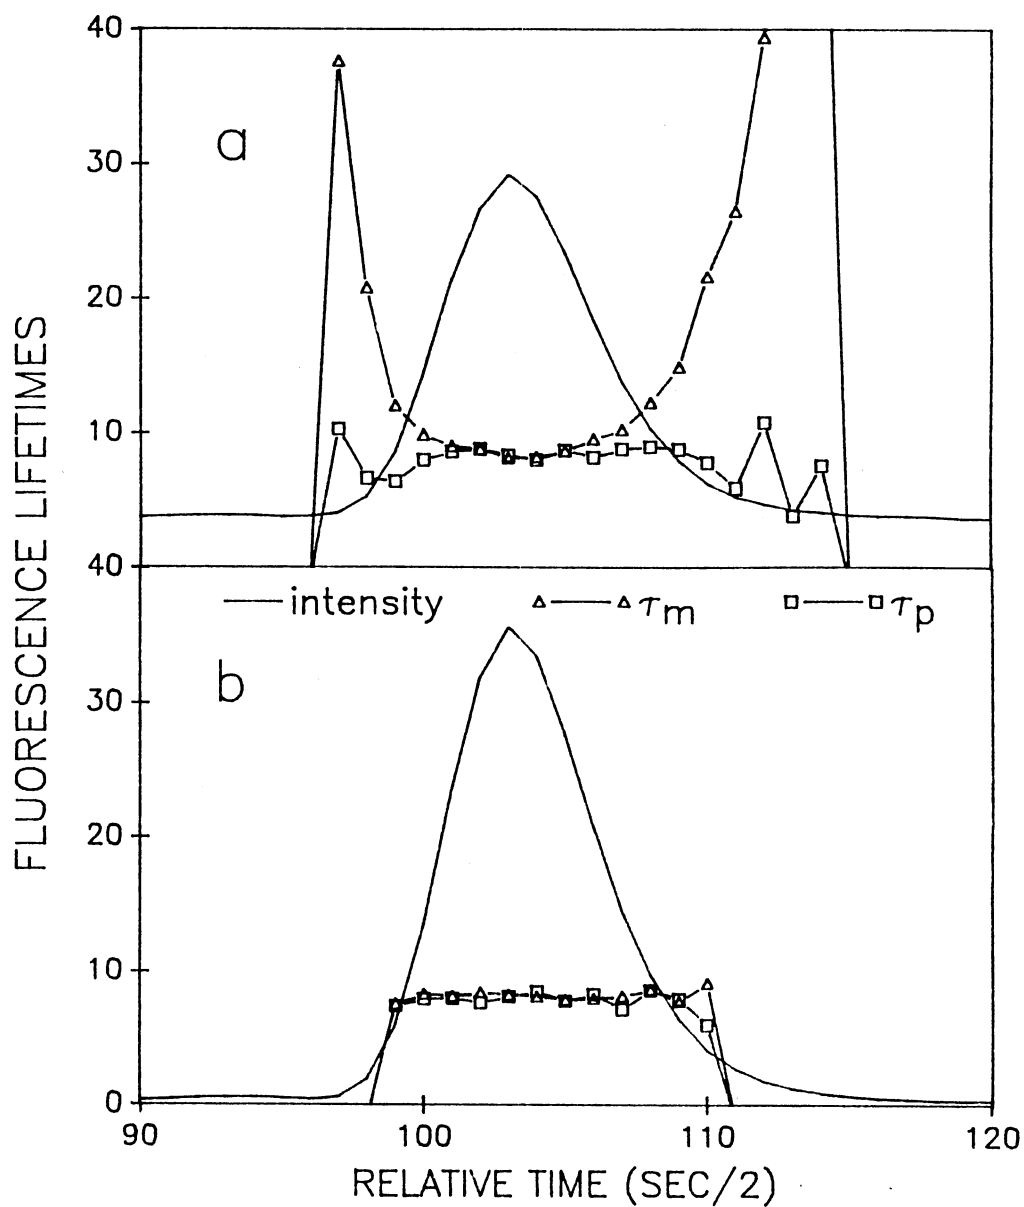 40
a
30
20
10
40
intensity τm τp
b
30
20
10
0
90 100 110 120
RELATIVE TIME (SEC/2)
FLUORESCENCE LIFETIMES